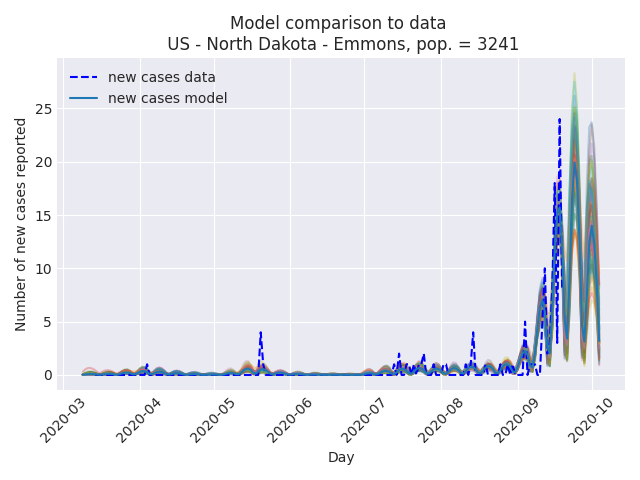 Model comparison to data
US - North Dakota - Emmons, pop. = 3241
new cases data
new cases model
Number of new cases reported
25
20
15
10
5
0
2020-03
2020-04
2020-05
2020-06
2020-07
2020-08
2020-09
2020-10
Day